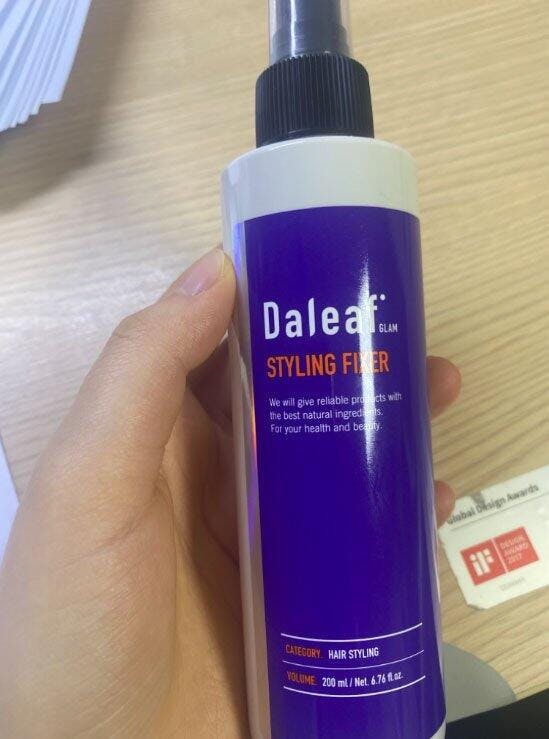 Daleaf
GLAM
STYLING FIXER
We will give reliable products with
the best natural ingredients.
For your health and beauty
CATEGORY. HAIR STYLING
VOLUME. 200 ml / Net. 6.76 fl.oz.
Global Design Awards
iF
DESIGN
AWARD
2017